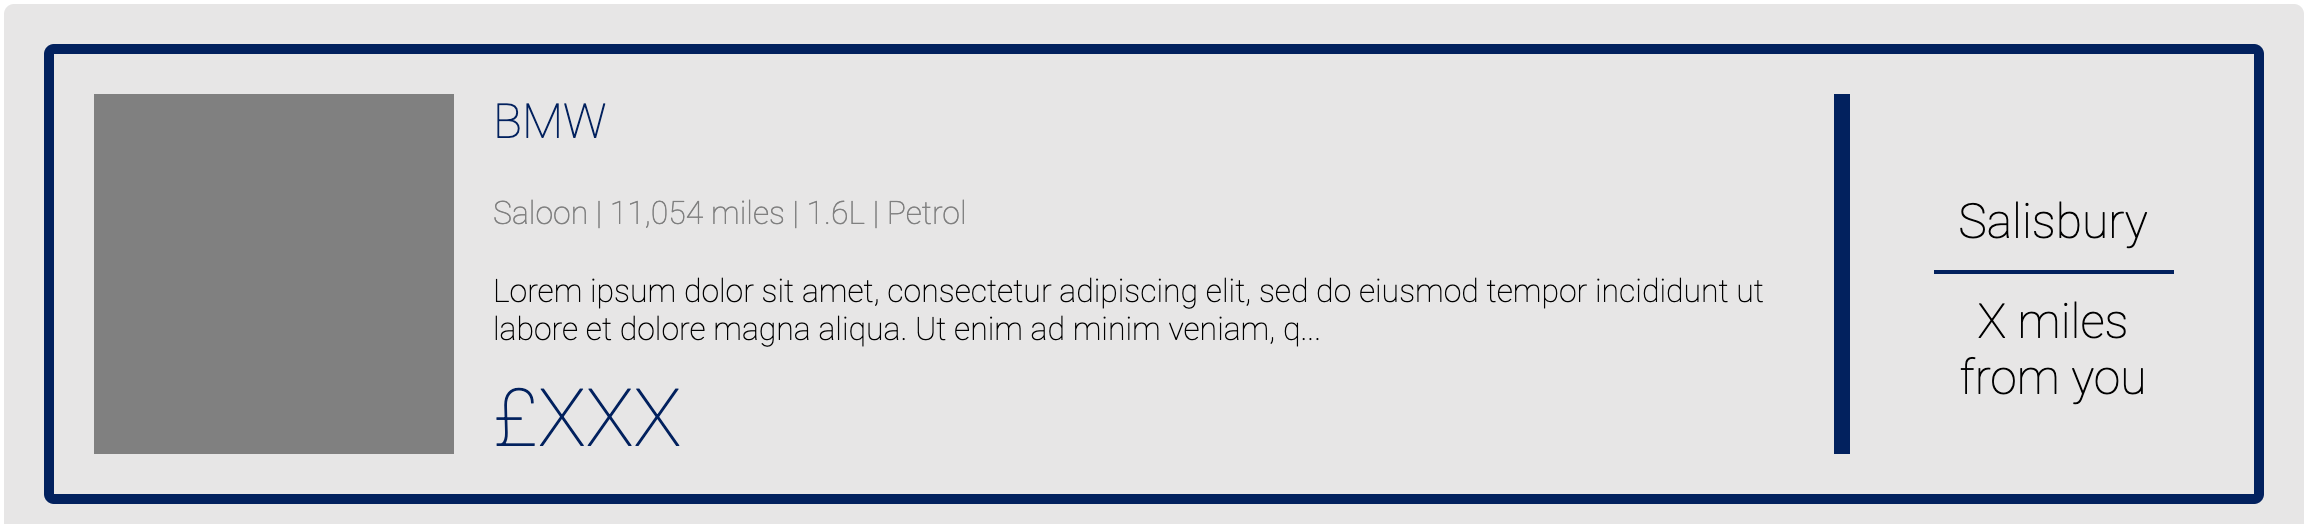 BMW
Saloon | 11,054 miles | 1.6L | Petrol
Lorem ipsum dolor sit amet, consectetur adipiscing elit, sed do eiusmod tempor incididunt ut
labore et dolore magna aliqua. Ut enim ad minim veniam, q...
£XXX
Salisbury
X miles
from you